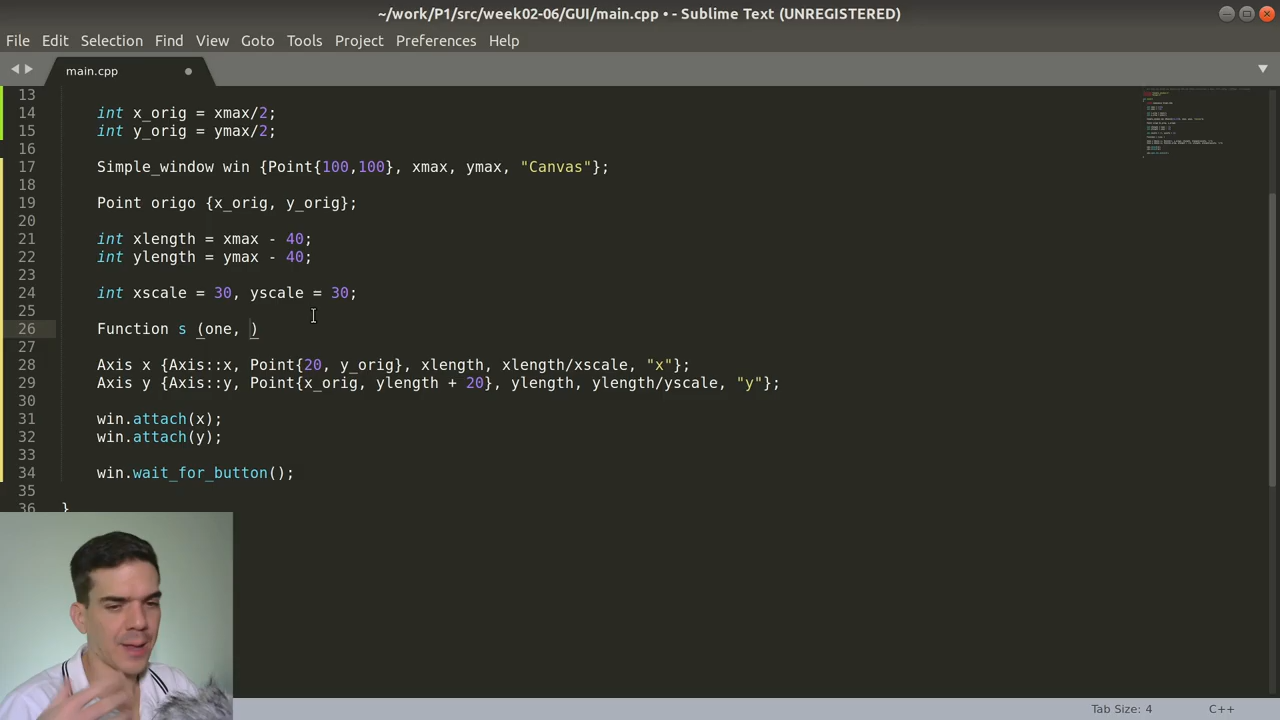 ~/work/P1/src/week02-06/GUI/main.cpp • - Sublime Text (UNREGISTERED)
File Edit Selection Find View Goto Tools Project Preferences Help
main.cpp
13
14 int x_orig = xmax/2;
15 int y_orig = ymax/2;
16
17 Simple_window win {Point{100,100}, xmax, ymax, "Canvas"};
18
19 Point origo {x_orig, y_orig};
20
21 int xlength = xmax - 40;
22 int ylength = ymax - 40;
23
24 int xscale = 30, yscale = 30;
25
26 Function s (one, )
27
28 Axis x {Axis::x, Point{20, y_orig}, xlength, xlength/xscale, "x"};
29 Axis y {Axis::y, Point{x_orig, ylength + 20}, ylength, ylength/yscale, "y"};
30
31 win.attach(x);
32 win.attach(y);
33
34 win.wait_for_button();
35
36 }
Tab Size: 4 C++